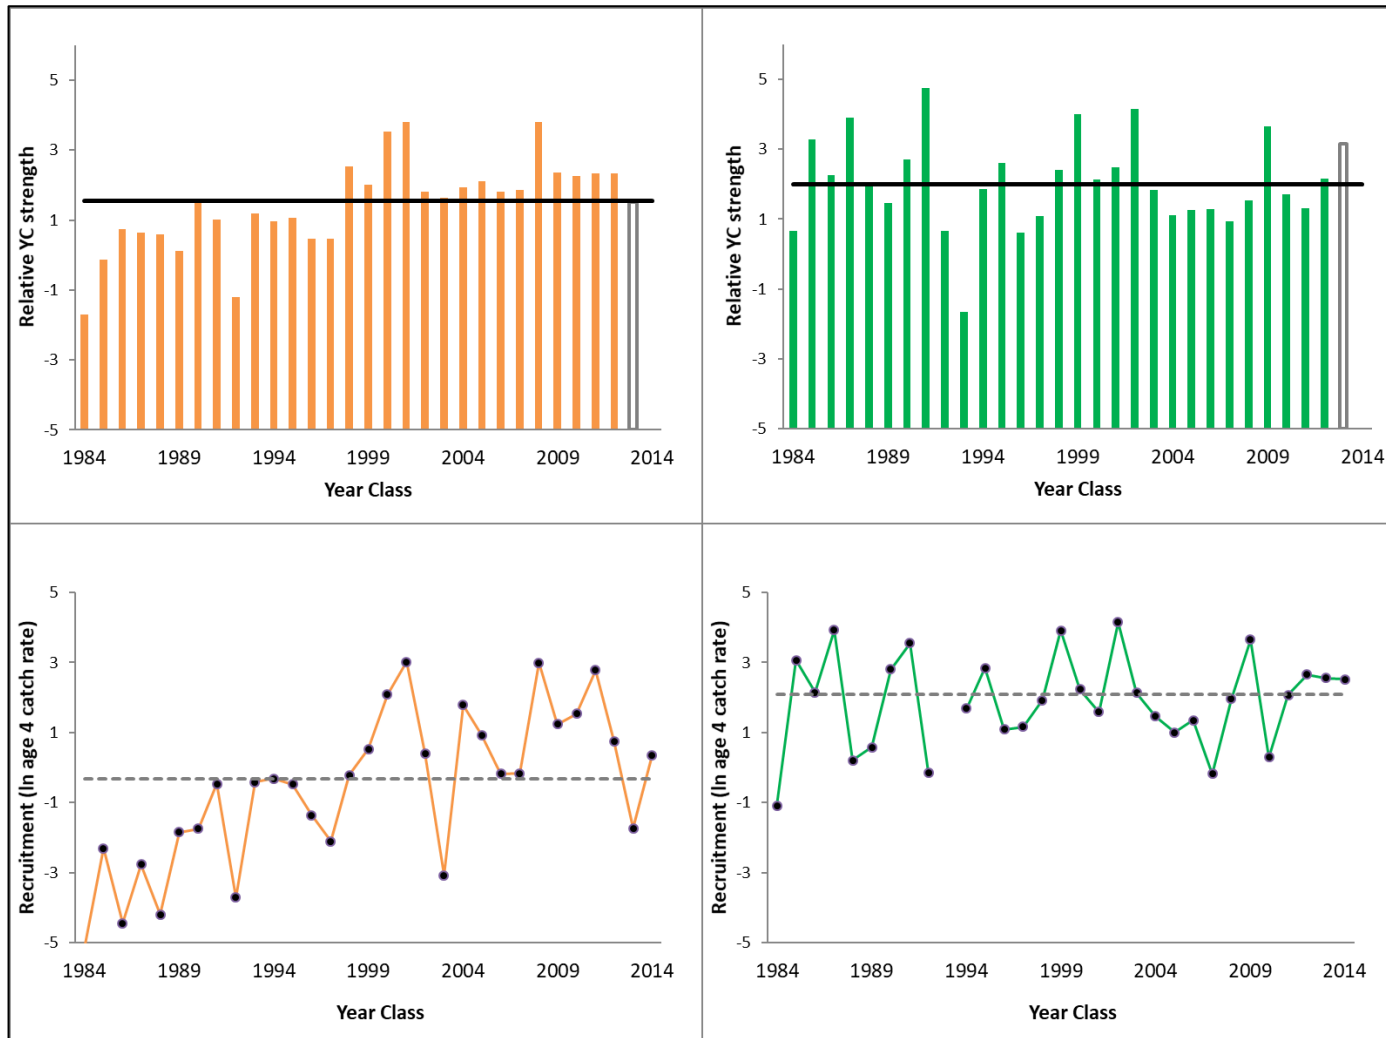 5
3
1
-1
-3
-5
Relative YC strength
1984 1989 1994 1999 2004 2009 2014
Year Class
5
3
1
-1
-3
-5
Relative YC strength
1984 1989 1994 1999 2004 2009 2014
Year Class
5
3
1
-1
-3
-5
Recruitment (ln age 4 catch rate)
1984 1989 1994 1999 2004 2009 2014
Year Class
5
3
1
-1
-3
-5
Recruitment (ln age 4 catch rate)
1984 1989 1994 1999 2004 2009 2014
Year Class